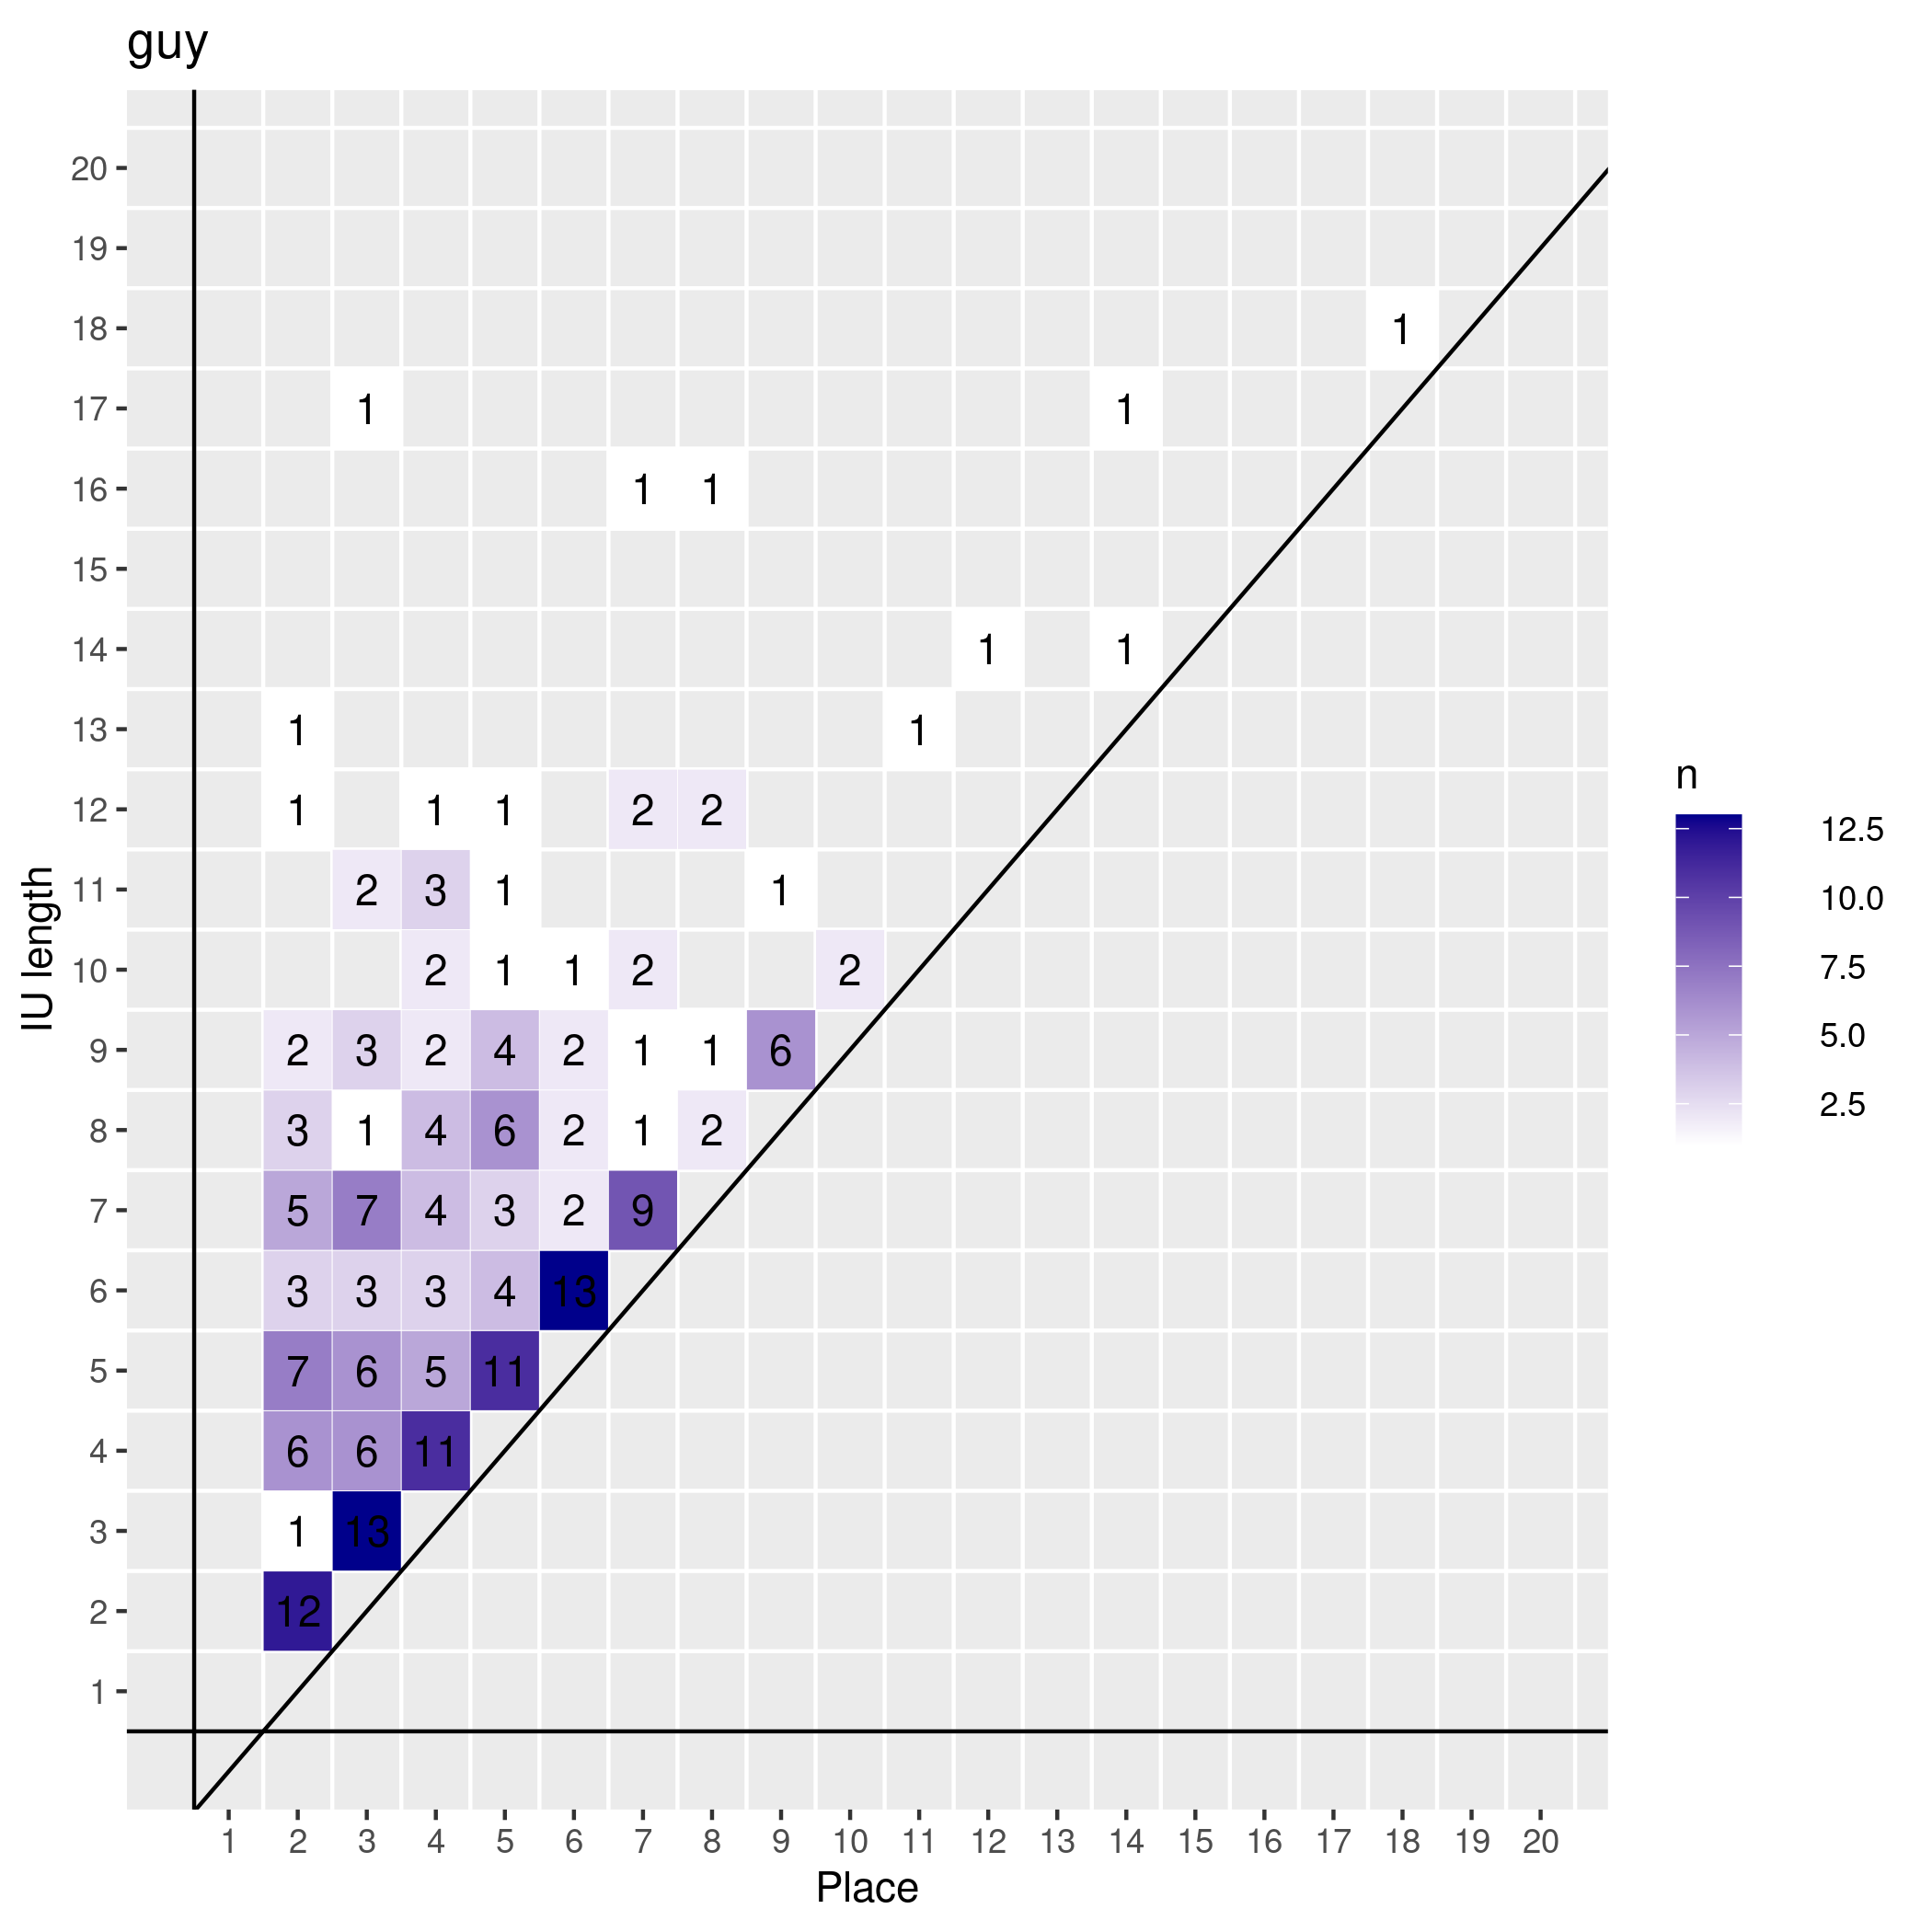 guy
20
19
18 1
17 1 1
16 1 1
15
14 1 1
13 1 1
12 1 1 1 2 2
11 2 3 1 1
10 2 1 1 2 2
9 2 3 2 4 2 1 1 6
8 3 1 4 6 2 1 2
7 5 7 4 3 2 9
6 3 3 3 4 13
5 7 6 5 11
4 6 6 11
3 1 13
2 12
1
IU length
1 2 3 4 5 6 7 8 9 10 11 12 13 14 15 16 17 18 19 20
Place
n
12.5
10.0
7.5
5.0
2.5